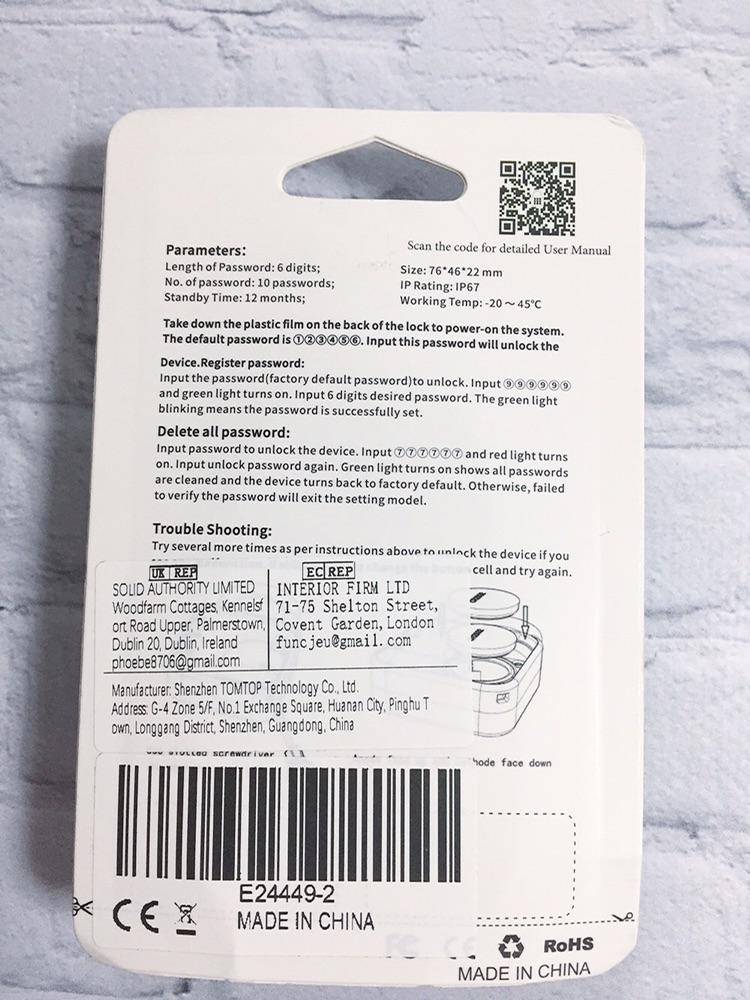 Scan the code for detailed User Manual
Parameters:
Length of Password: 6 digits;
No. of password: 10 passwords;
Standby Time: 12 months;
Size: 76*46*22 mm
IP Rating: IP67
Working Temp: -20 ~ 45℃
Take down the plastic film on the back of the lock to power-on the system.
The default password is ①②③④⑤⑥. Input this password will unlock the
Device.Register password:
Input the password(factory default password)to unlock. Input ⑨⑨⑨⑨⑨⑨
and green light turns on. Input 6 digits desired password. The green light
blinking means the password is successfully set.
Delete all password:
Input password to unlock the device. Input ⑦⑦⑦⑦⑦⑦ and red light turns
on. Input unlock password again. Green light turns on shows all passwords
are cleaned and the device turns back to factory default. Otherwise, failed
to verify the password will exit the setting model.
Trouble Shooting:
Try several more times as per instructions above to unlock the device if you
change the button cell and try again.
UK REP
SOLID AUTHORITY LIMITED
Woodfarm Cottages, Kennelsf
ort Road Upper, Palmerstown,
Dublin 20, Dublin, Ireland
phoebe8706@gmail.com
EC REP
INTERIOR FIRM LTD
71-75 Shelton Street,
Covent Garden, London
funcjeu@gmail.com
Manufacturer: Shenzhen TOMTOP Technology Co., Ltd.
Address: G-4 Zone 5/F, No.1 Exchange Square, Huanan City, Pinghu T
own, Longgang District, Shenzhen, Guangdong, China
use slotted screwdriver
face down
E24449-2
CE
MADE IN CHINA
FC CE RoHS
MADE IN CHINA